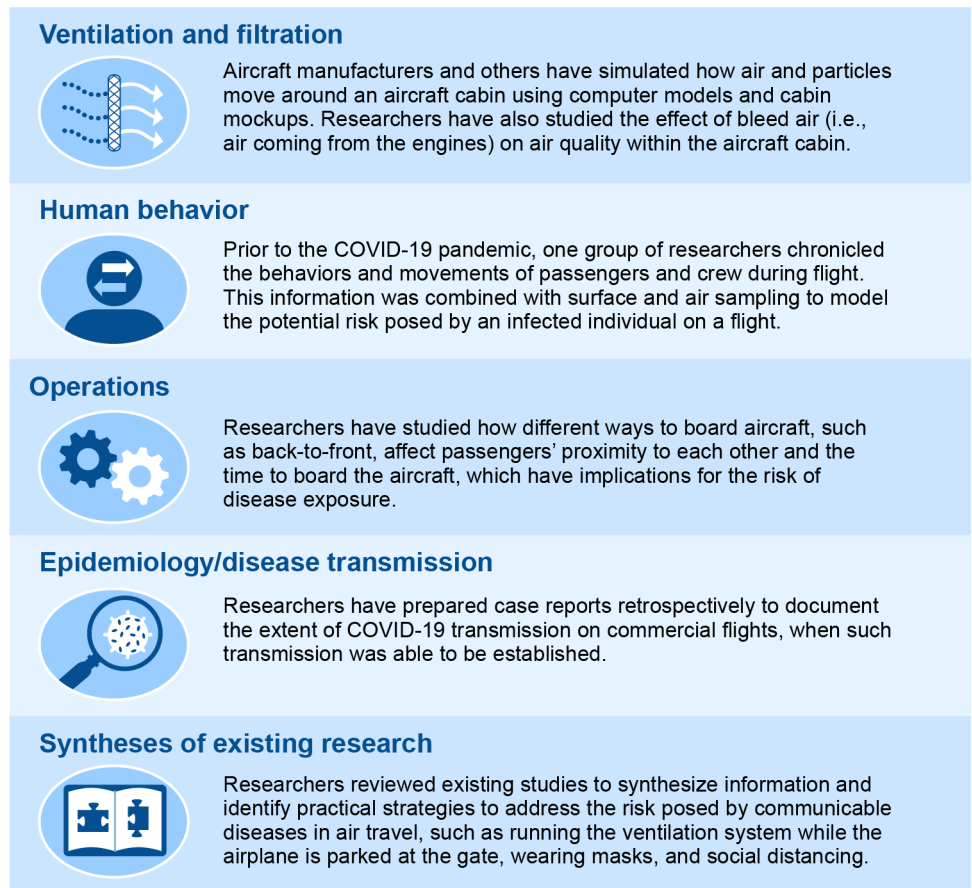 Ventilation and filtration
Aircraft manufacturers and others have simulated how air and particles
move around an aircraft cabin using computer models and cabin
mockups. Researchers have also studied the effect of bleed air (i.e.,
air coming from the engines) on air quality within the aircraft cabin.
Human behavior
Prior to the COVID-19 pandemic, one group of researchers chronicled
the behaviors and movements of passengers and crew during flight.
This information was combined with surface and air sampling to model
the potential risk posed by an infected individual on a flight.
Operations
Researchers have studied how different ways to board aircraft, such
as back-to-front, affect passengers’ proximity to each other and the
time to board the aircraft, which have implications for the risk of
disease exposure.
Epidemiology/disease transmission
Researchers have prepared case reports retrospectively to document
the extent of COVID-19 transmission on commercial flights, when such
transmission was able to be established.
Syntheses of existing research
Researchers reviewed existing studies to synthesize information and
identify practical strategies to address the risk posed by communicable
diseases in air travel, such as running the ventilation system while the
airplane is parked at the gate, wearing masks, and social distancing.